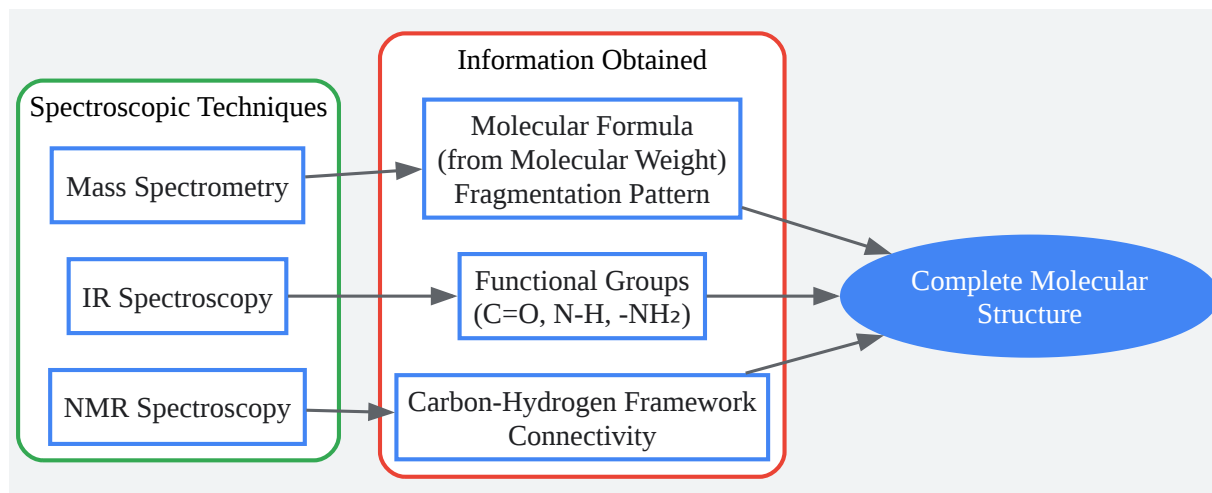 Spectroscopic Techniques
Mass Spectrometry
IR Spectroscopy
NMR Spectroscopy
Information Obtained
Molecular Formula
(from Molecular Weight)
Fragmentation Pattern
Functional Groups
(C=O, N-H, -NH₂)
Carbon-Hydrogen Framework
Connectivity
Complete Molecular
Structure